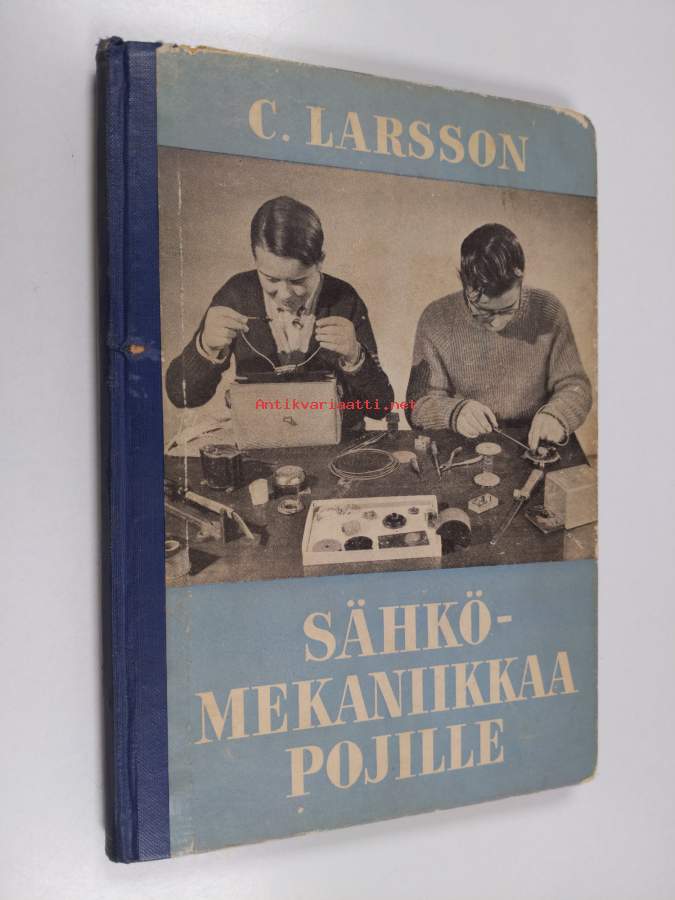 C. LARSSON
Antikvariaatti.net
SÄHKÖ-
MEKANIIKKAA
POJILLE